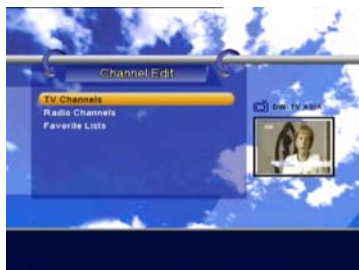 Channel Edit
TV Channels
Radio Channels
Favorite Lists
DW-TV ASIA